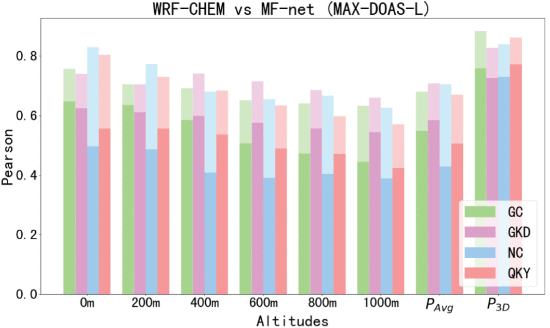 WRF-CHEM vs MF-net (MAX-DOAS-L)
Pearson
0.8
0.6
0.4
0.2
0.0
0m 200m 400m 600m 800m 1000m P_Avg P_3D
Altitudes
GC
GKD
NC
QKY